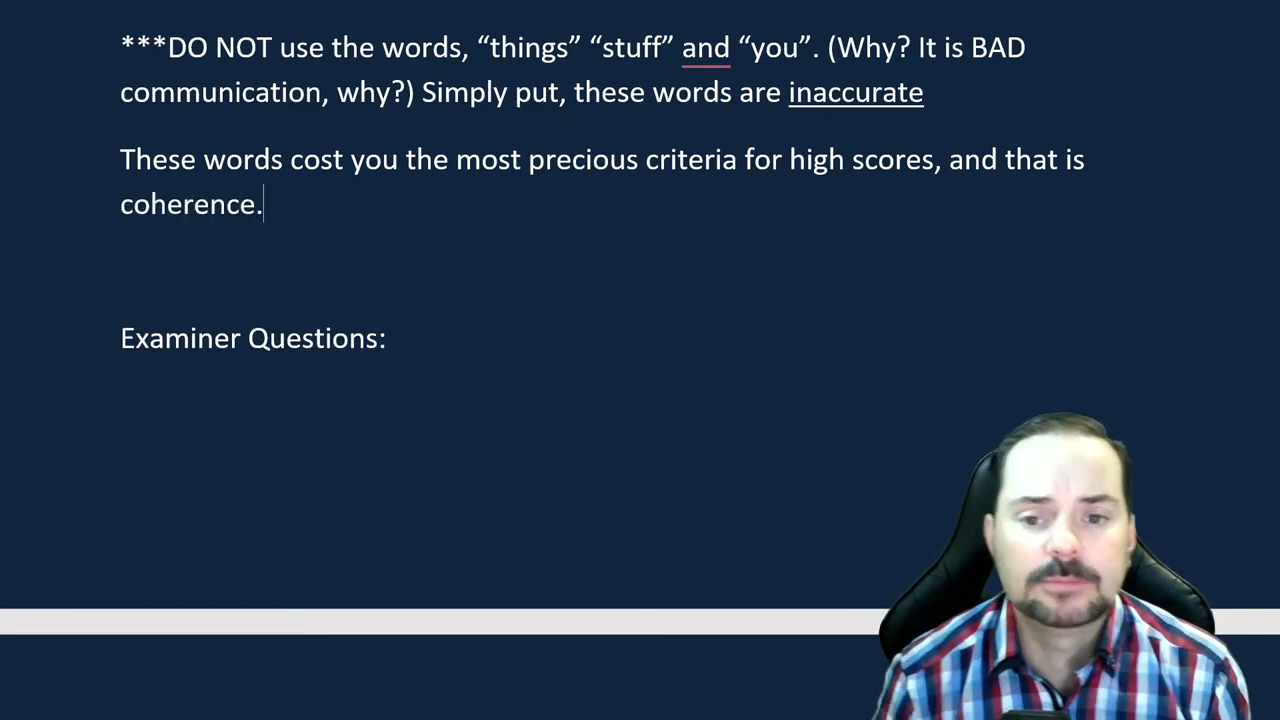 ***DO NOT use the words, “things” “stuff” and “you”. (Why? It is BAD
communication, why?) Simply put, these words are inaccurate
These words cost you the most precious criteria for high scores, and that is
coherence.
Examiner Questions: